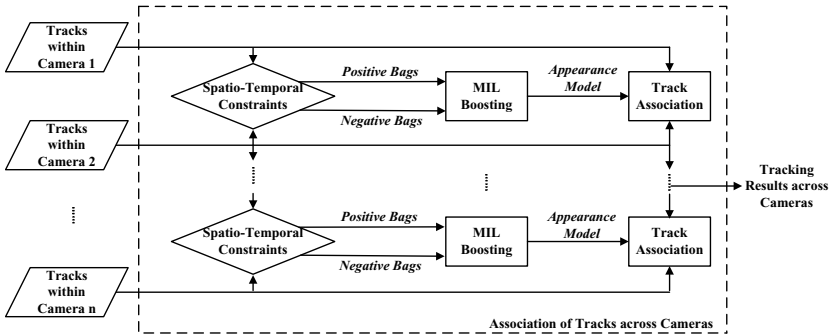 Tracks
within
Camera 1
Spatio-Temporal
Constraints
Positive Bags
Negative Bags
MIL
Boosting
Appearance
Model
Track
Association
Tracks
within
Camera 2
Tracking
Results across
Cameras
Spatio-Temporal
Constraints
Positive Bags
Negative Bags
MIL
Boosting
Appearance
Model
Track
Association
Tracks
within
Camera n
Association of Tracks across Cameras